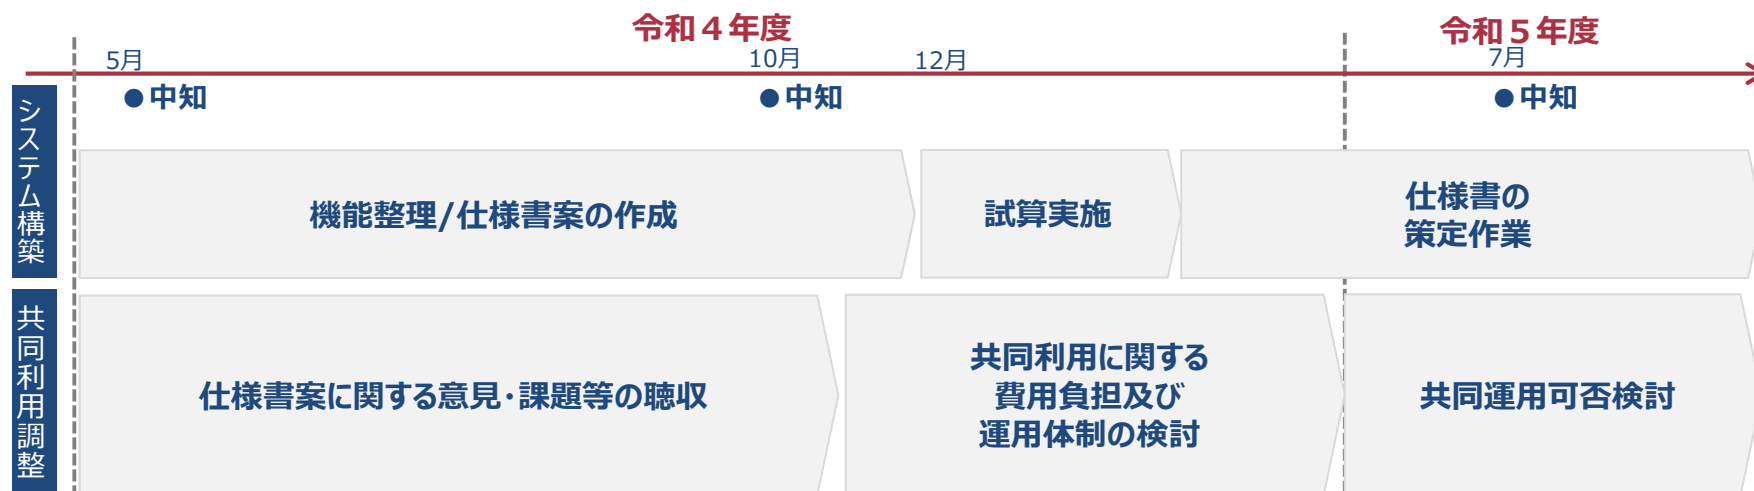 令和４年度
令和５年度
5月
10月
12月
7月
●中知
●中知
●中知
システム構築
機能整理/仕様書案の作成
試算実施
仕様書の
策定作業
共同利用調整
仕様書案に関する意見・課題等の聴収
共同利用に関する
費用負担及び
運用体制の検討
共同運用可否検討